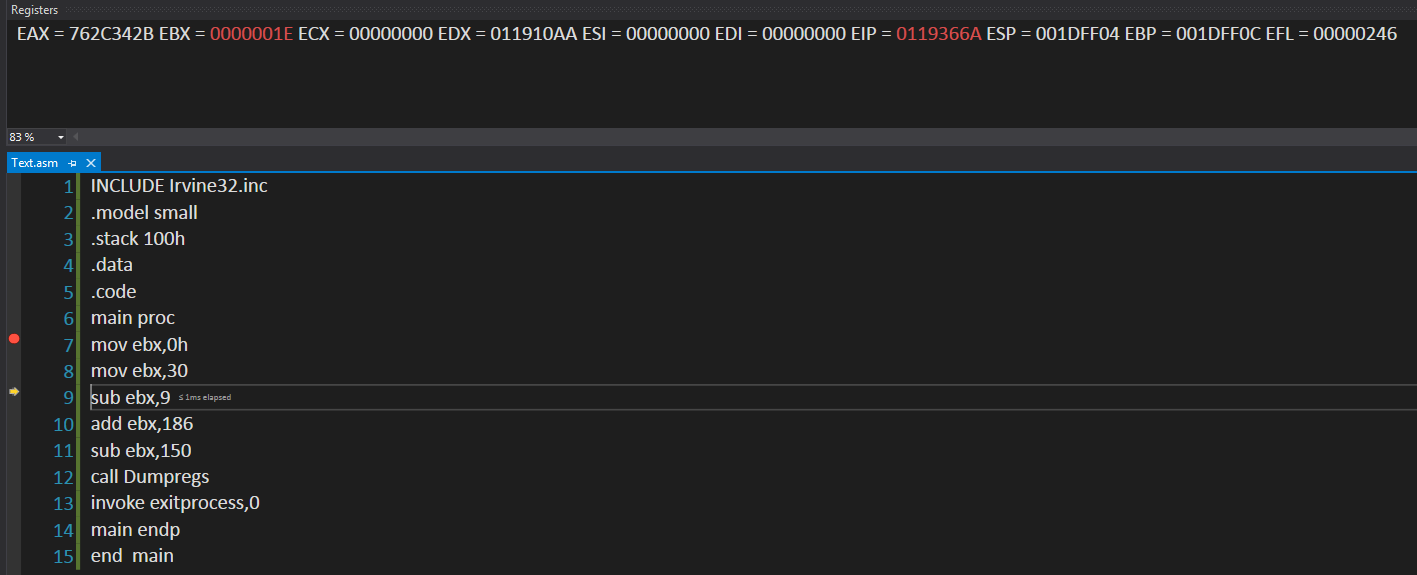 Registers
EAX = 762C342B EBX = 0000001E ECX = 00000000 EDX = 011910AA ESI = 00000000 EDI = 00000000 EIP = 0119366A ESP = 001DFF04 EBP = 001DFF0C EFL = 00000246
83 %
Text.asm
1 INCLUDE Irvine32.inc
2 .model small
3 .stack 100h
4 .data
5 .code
6 main proc
7 mov ebx,0h
8 mov ebx,30
9 sub ebx,9 ≤ 1ms elapsed
10 add ebx,186
11 sub ebx,150
12 call Dumpregs
13 invoke exitprocess,0
14 main endp
15 end  main